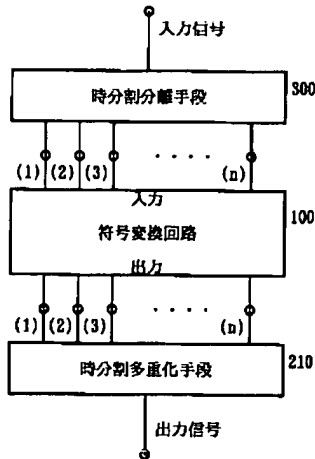 入力信号
時分割分離手段 300
(1) (2) (3) ‥‥ (n)
入力
符号変換回路 100
出力
(1) (2) (3) ‥‥ (n)
時分割多重化手段 210
出力信号